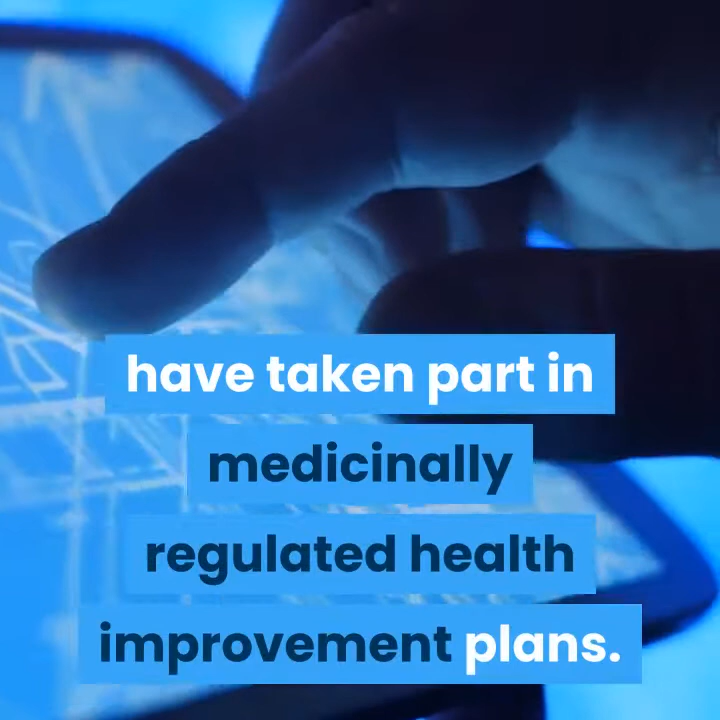 have taken part in
medicinally
regulated health
improvement plans.